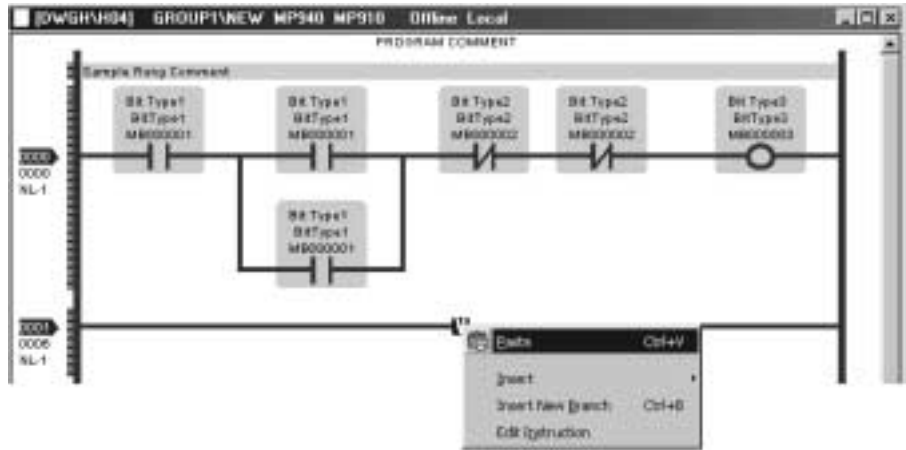 [DWGH\H04] GROUP1\NEW MP940 MP910 Offline Local
PROGRAM COMMENT
Sample Rung Comment
Bit Type1
BitType1
MB000001
Bit Type1
BitType1
MB000001
Bit Type2
BitType2
MB000002
Bit Type2
BitType2
MB000002
Bit Type3
BitType3
MB000003
0000
0000
NL-1
Bit Type1
BitType1
MB000001
0001
0006
NL-1
Paste Ctrl+V
Insert
Insert New Branch Ctrl+B
Edit Instruction